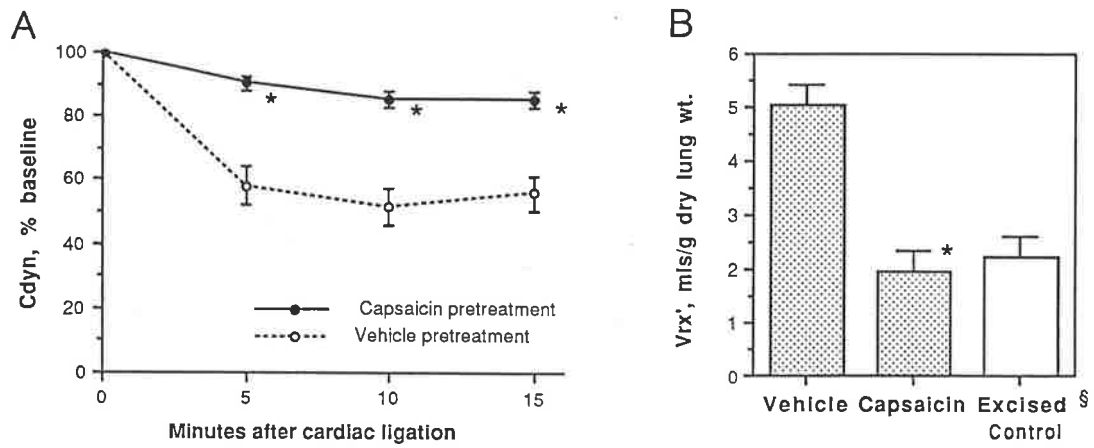 A
Cdyn, % baseline
100
80
60
40
20
0
Capsaicin pretreatment
Vehicle pretreatment
0 5 10 15
Minutes after cardiac ligation
* * *
B
Vrx', mls/g dry lung wt.
6
5
4
3
2
1
0
*
Vehicle Capsaicin Excised §
Control